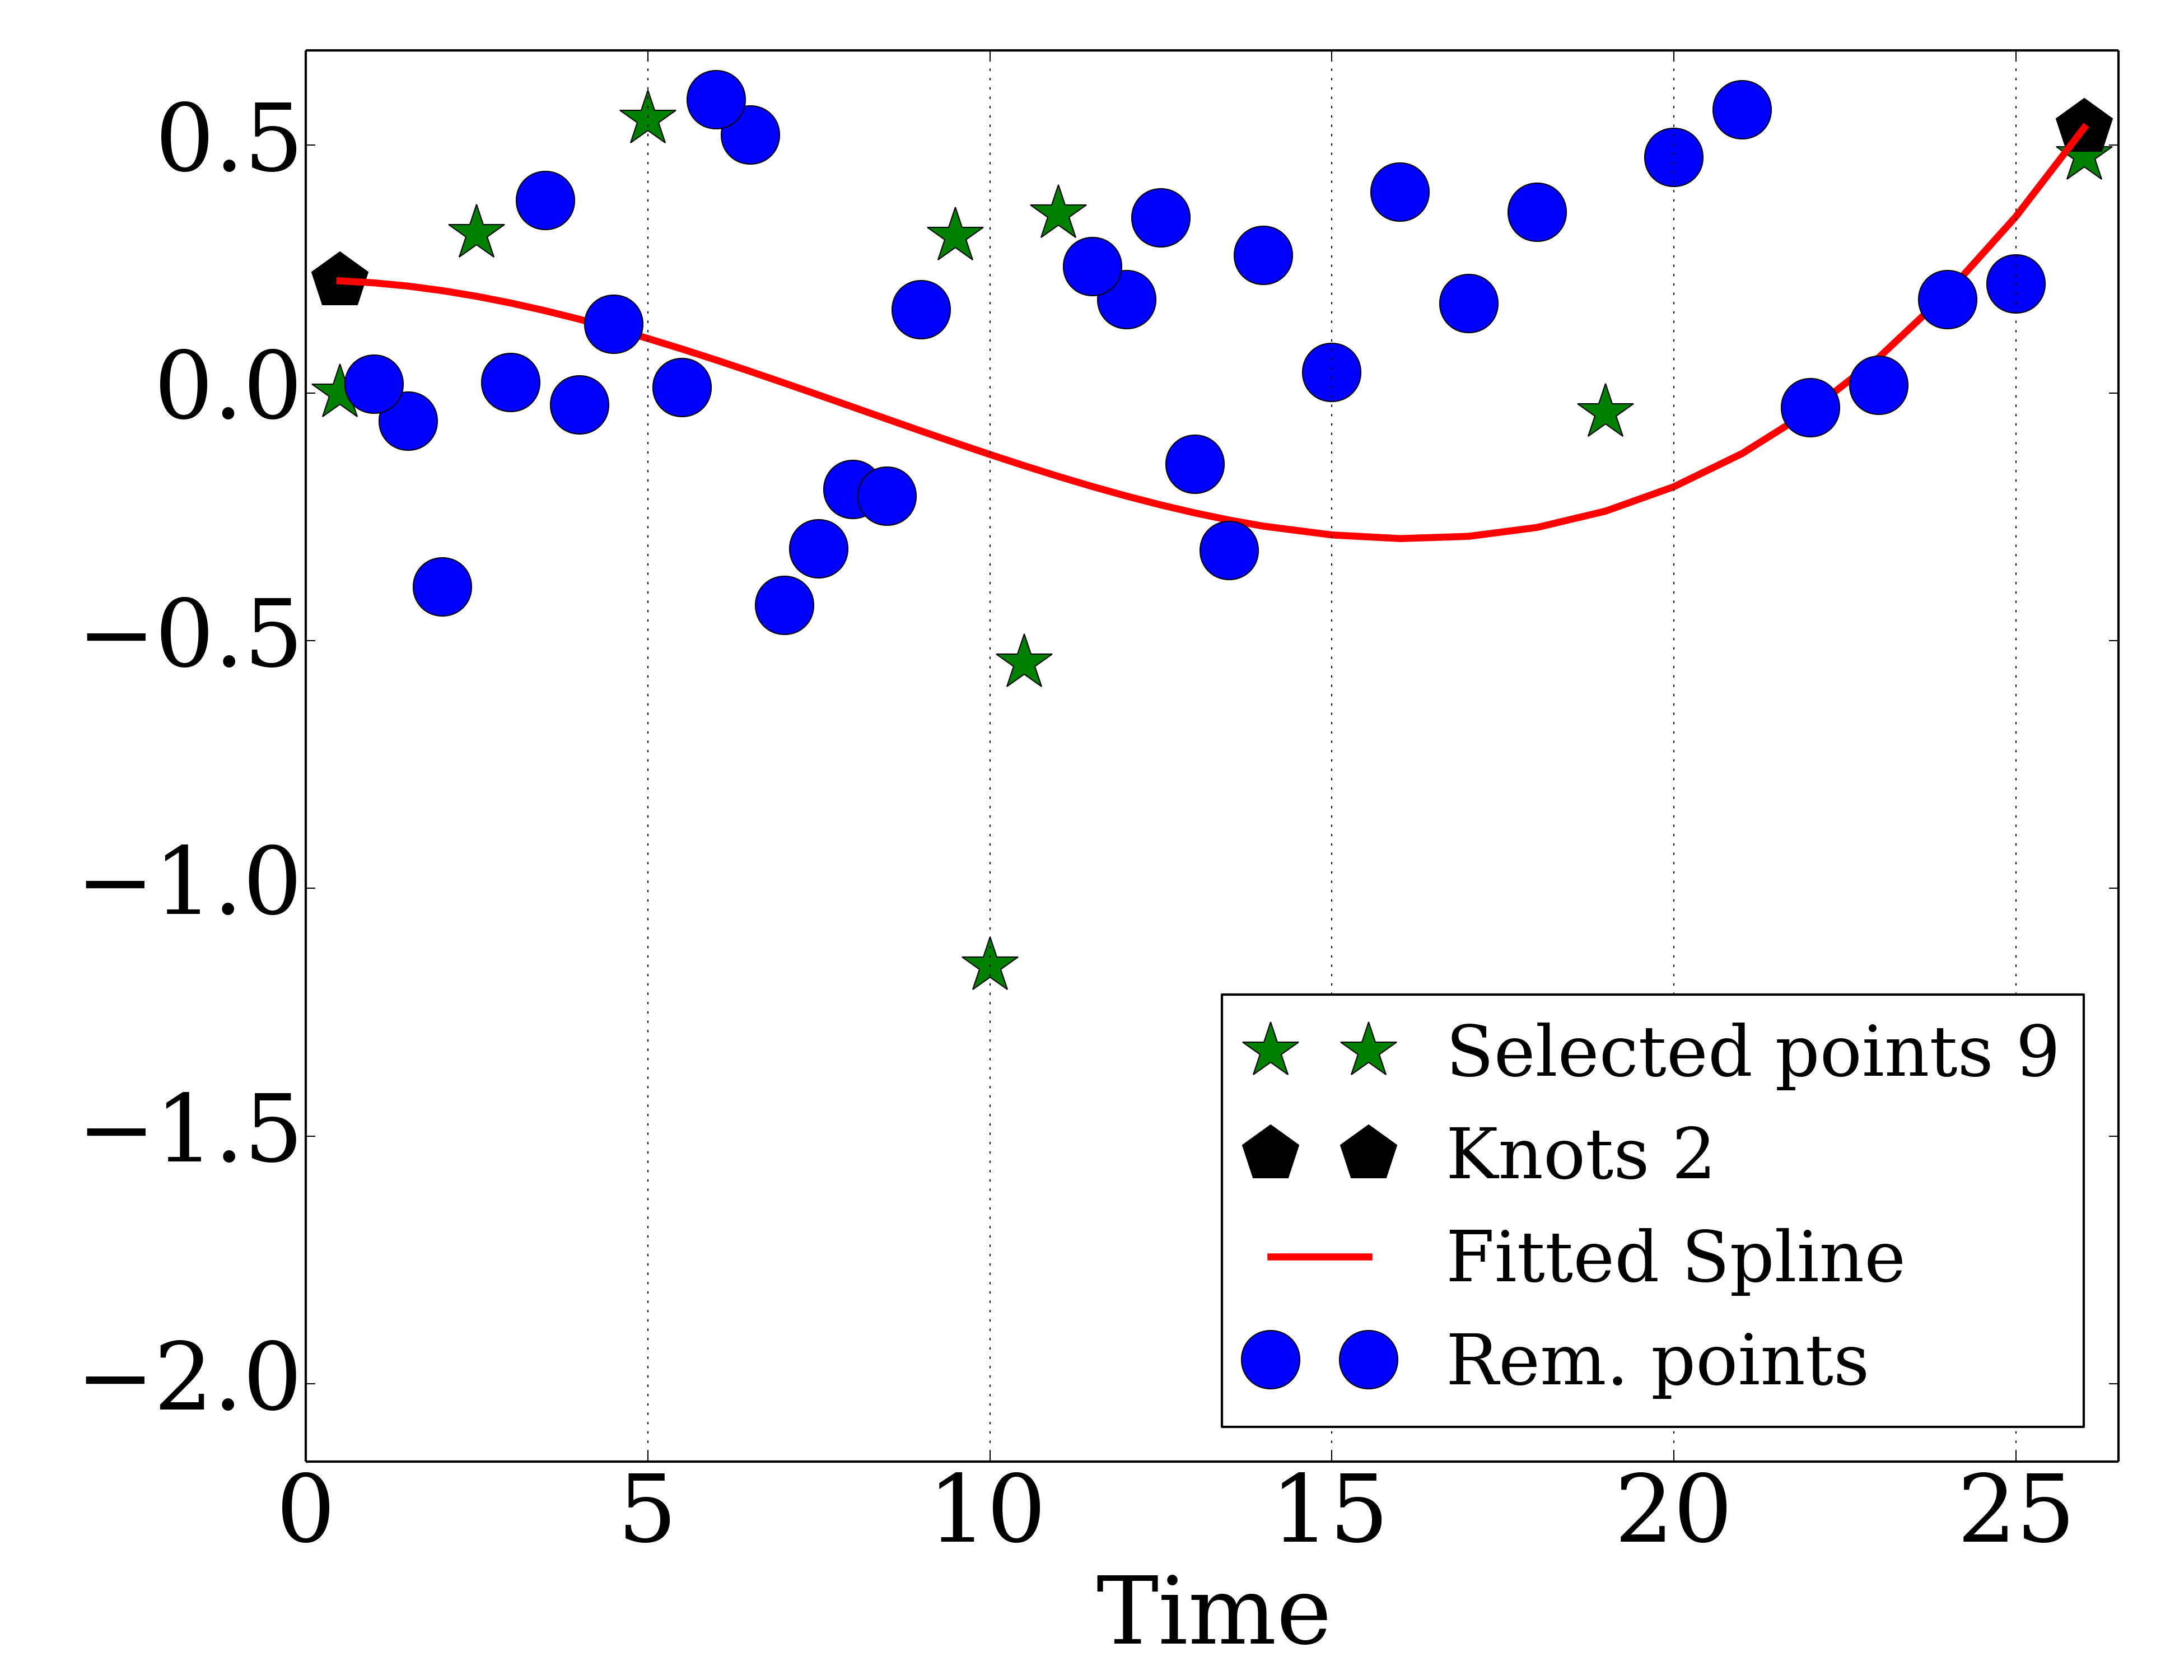 0.5
0.0
−0.5
−1.0
−1.5
−2.0
0 5 10 15 20 25
Time
Selected points 9
Knots 2
Fitted Spline
Rem. points